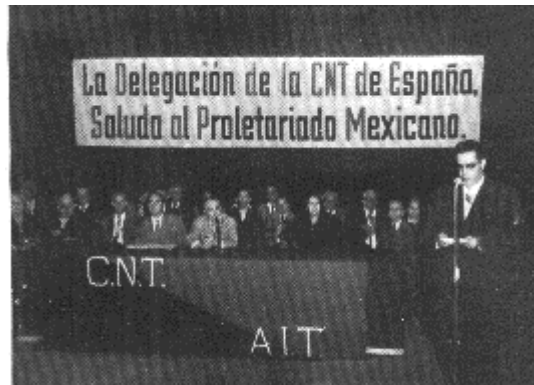 La Delegación de la CNT de España,
Saluda al Proletariado Mexicano.
C.N.T.
A I T